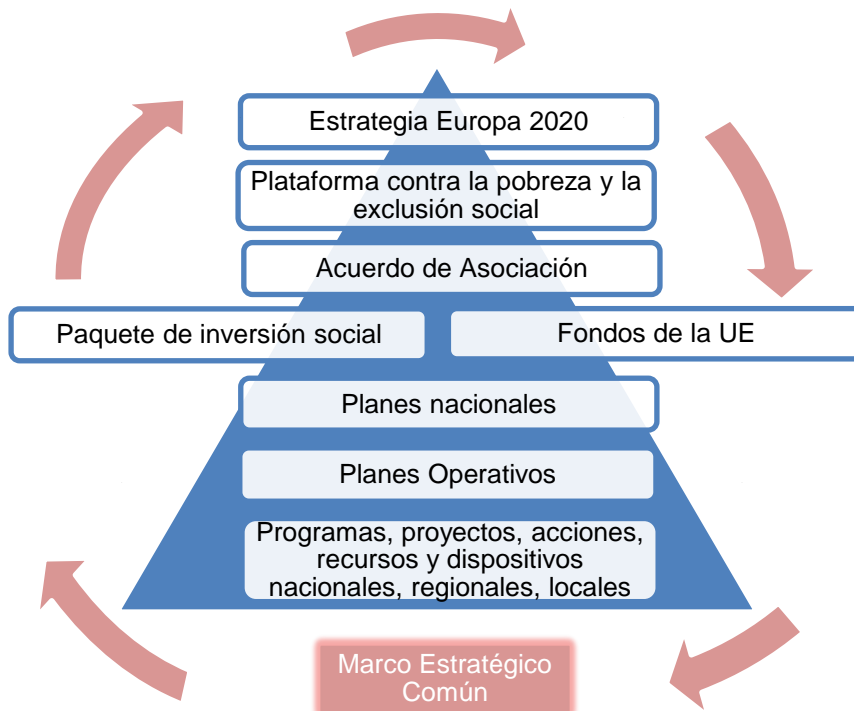 Estrategia Europa 2020
Plataforma contra la pobreza y la
exclusión social
Acuerdo de Asociación
Paquete de inversión social
Fondos de la UE
Planes nacionales
Planes Operativos
Programas, proyectos, acciones,
recursos y dispositivos
nacionales, regionales, locales
Marco Estratégico
Común